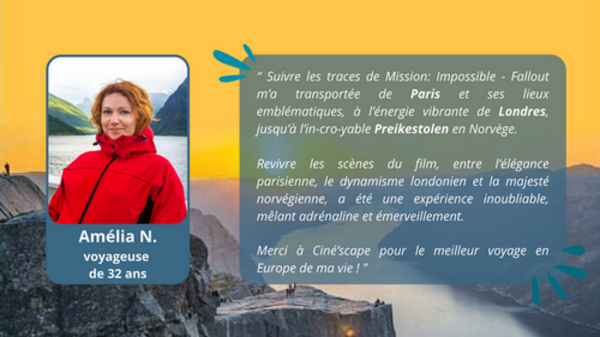 Amélia N.
voyageuse
de 32 ans
“ Suivre les traces de Mission: Impossible - Fallout
m’a transportée de Paris et ses lieux
emblématiques, à l’énergie vibrante de Londres,
jusqu’à l’in-cro-yable Preikestolen en Norvège.
Revivre les scènes du film, entre l’élégance
parisienne, le dynamisme londonien et la majesté
norvégienne, a été une expérience inoubliable,
mêlant adrénaline et émerveillement.
Merci à Ciné’scape pour le meilleur voyage en
Europe de ma vie ! ”